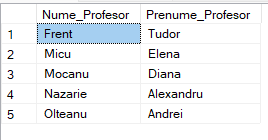 Nume_Profesor Prenume_Profesor
1 Frent Tudor
2 Micu Elena
3 Mocanu Diana
4 Nazarie Alexandru
5 Olteanu Andrei